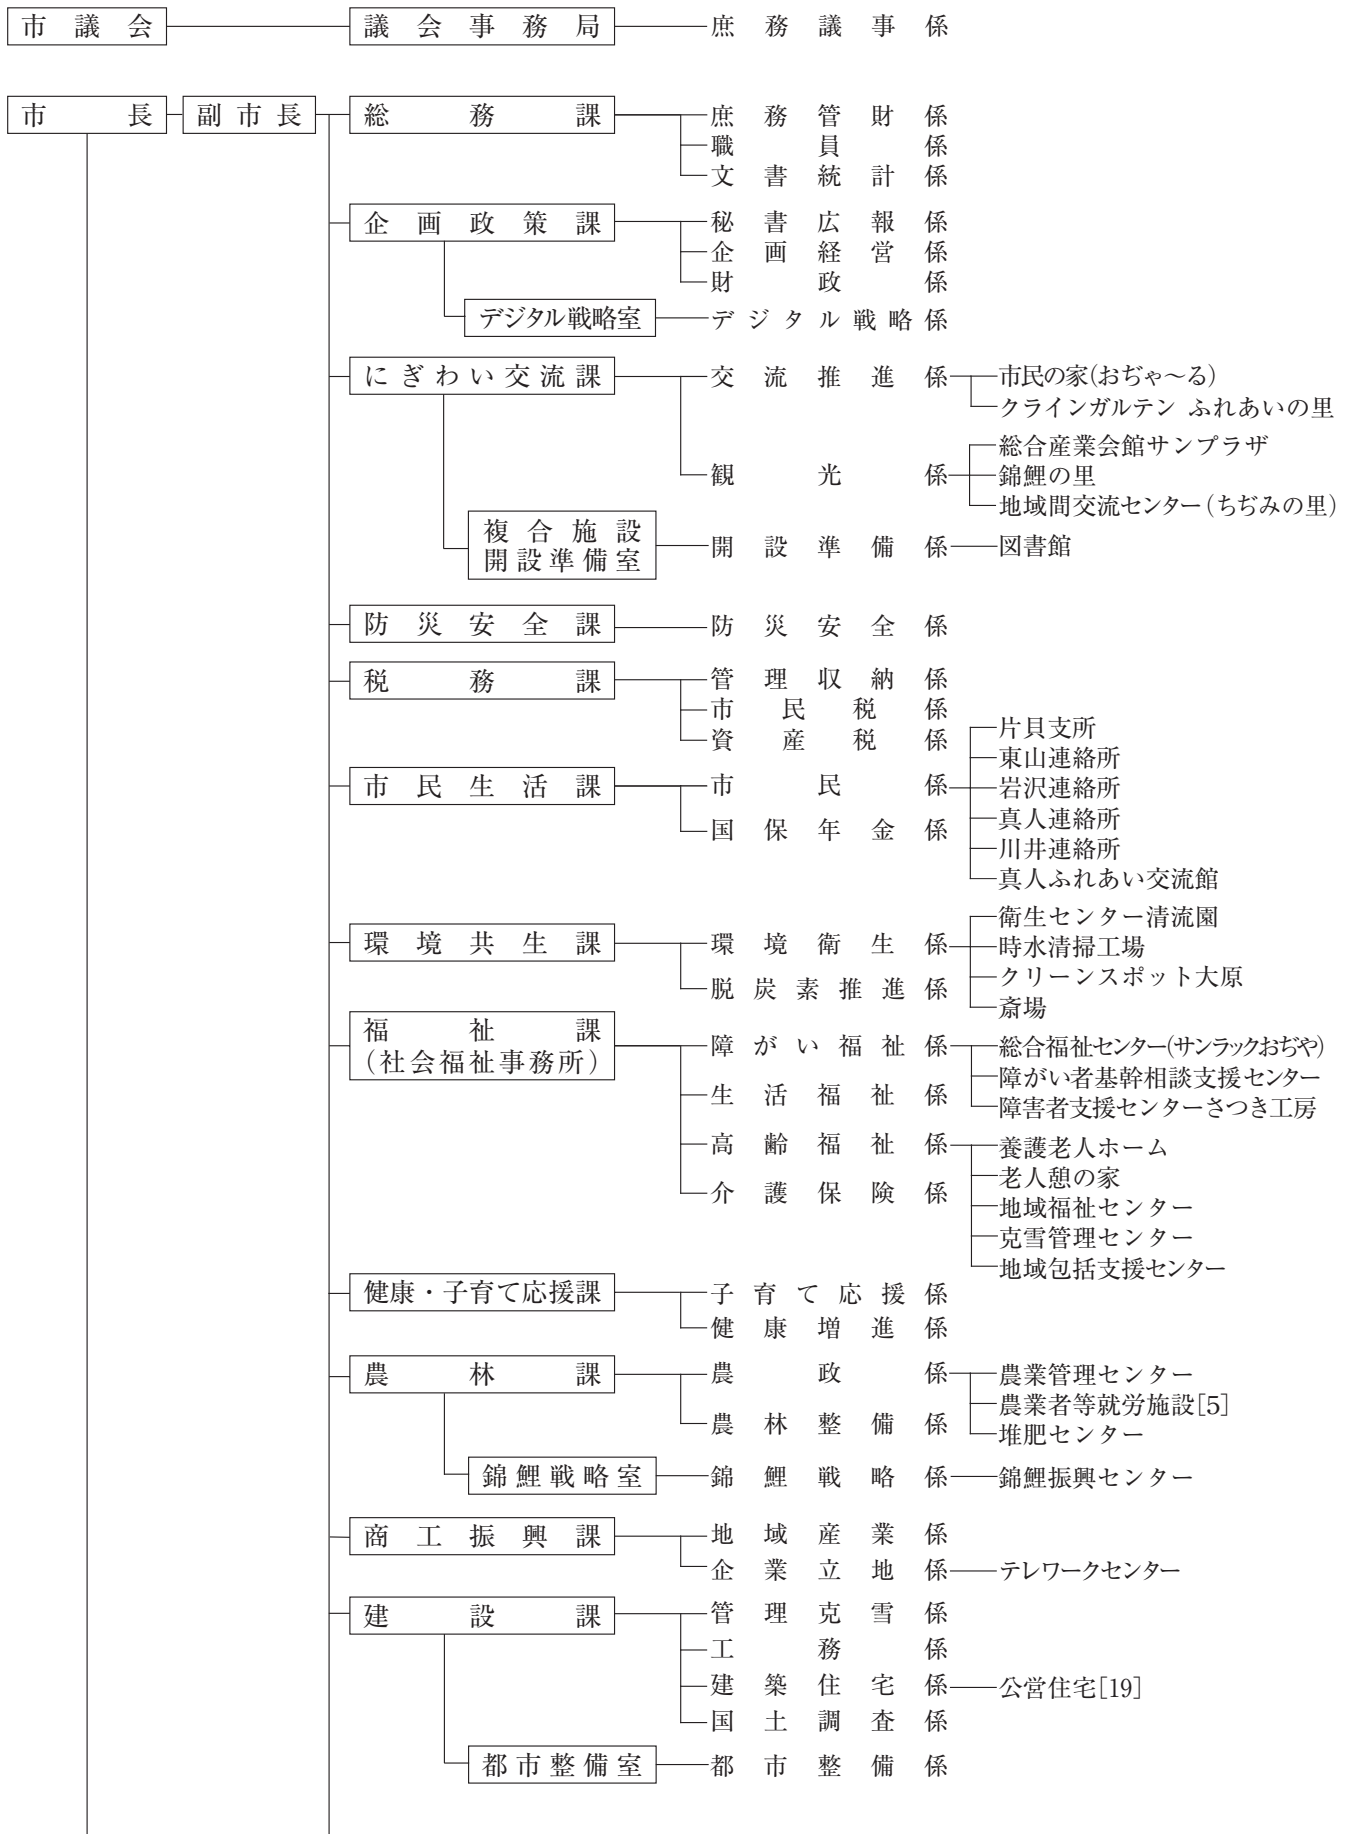 市議会 議会事務局 庶務議事係
市長 副市長 総務課 庶務管財係
職員係
文書統計係
企画政策課 秘書広報係
企画経営係
財政係
デジタル戦略室 デジタル戦略係
にぎわい交流課 交流推進係 市民の家(おぢゃ～る)
クラインガルテン ふれあいの里
総合産業会館サンプラザ
観光係 錦鯉の里
地域間交流センター(ちぢみの里)
複合施設
開設準備室 開設準備係 図書館
防災安全課 防災安全係
税務課 管理収納係
市民税係
資産税係
片貝支所
東山連絡所
市民生活課 市民係 岩沢連絡所
真人連絡所
国保年金係
川井連絡所
真人ふれあい交流館
衛生センター清流園
環境共生課 環境衛生係 時水清掃工場
クリーンスポット大原
脱炭素推進係
斎場
福祉課
(社会福祉事務所) 障がい福祉係 総合福祉センター(サンラックおぢや)
障がい者基幹相談支援センター
生活福祉係
障害者支援センターさつき工房
高齢福祉係 養護老人ホーム
老人憩の家
介護保険係
地域福祉センター
克雪管理センター
地域包括支援センター
健康・子育て応援課 子育て応援係
健康増進係
農林課 農政係 農業管理センター
農業者等就労施設[5]
農林整備係
堆肥センター
錦鯉戦略室 錦鯉戦略係 錦鯉振興センター
商工振興課 地域産業係
企業立地係 テレワークセンター
建設課 管理克雪係
工務係
建築住宅係 公営住宅[19]
国土調査係
都市整備室 都市整備係